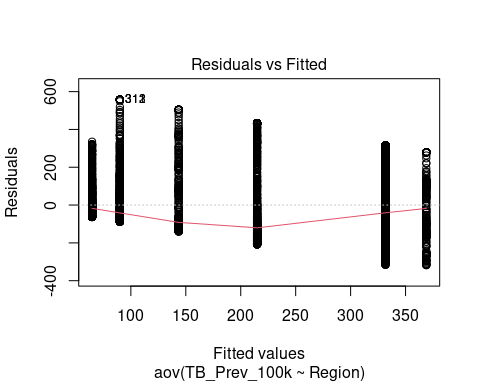 Residuals vs Fitted
Residuals
600
200
0
-400
100
150
200
250
300
350
Fitted values
aov(TB_Prev_100k ~ Region)